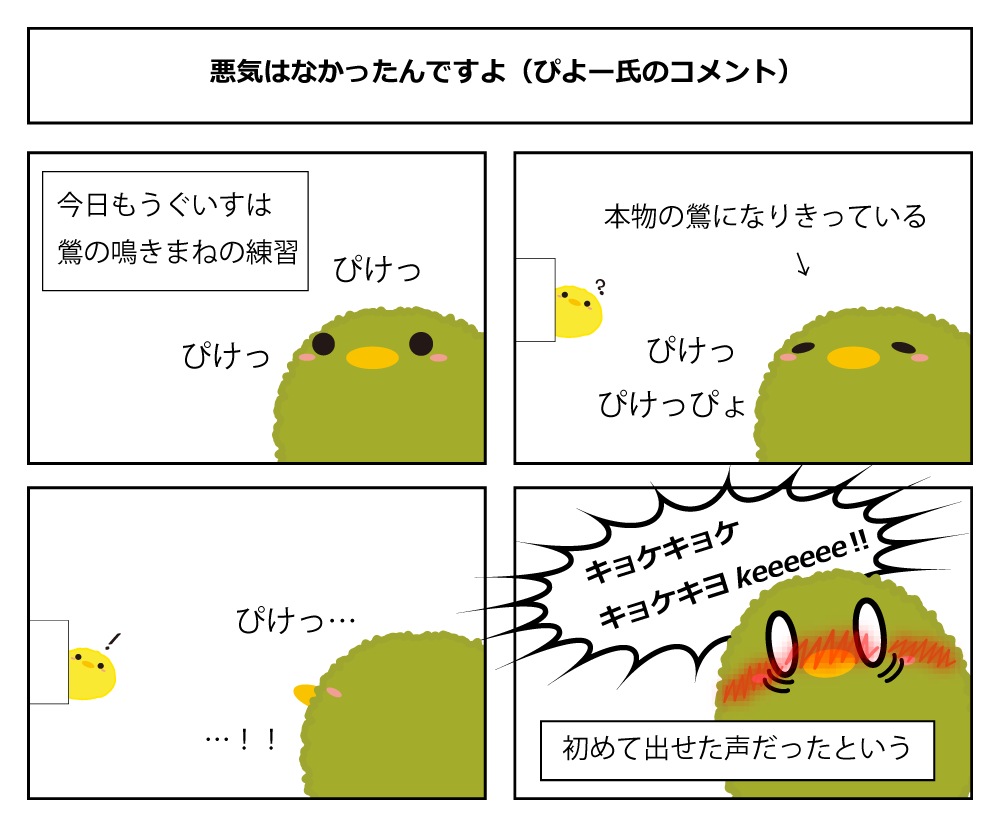 悪気はなかったんですよ（ぴよー氏のコメント）
今日もうぐいすは
鶯の鳴きまねの練習
ぴけっ
ぴけっ
本物の鶯になりきっている
↓
?
ぴけっ
ぴけっぴょ
!
ぴけっ…
…！！
キョケキョケ
キョケキヨ keeeeee!!
初めて出せた声だったという